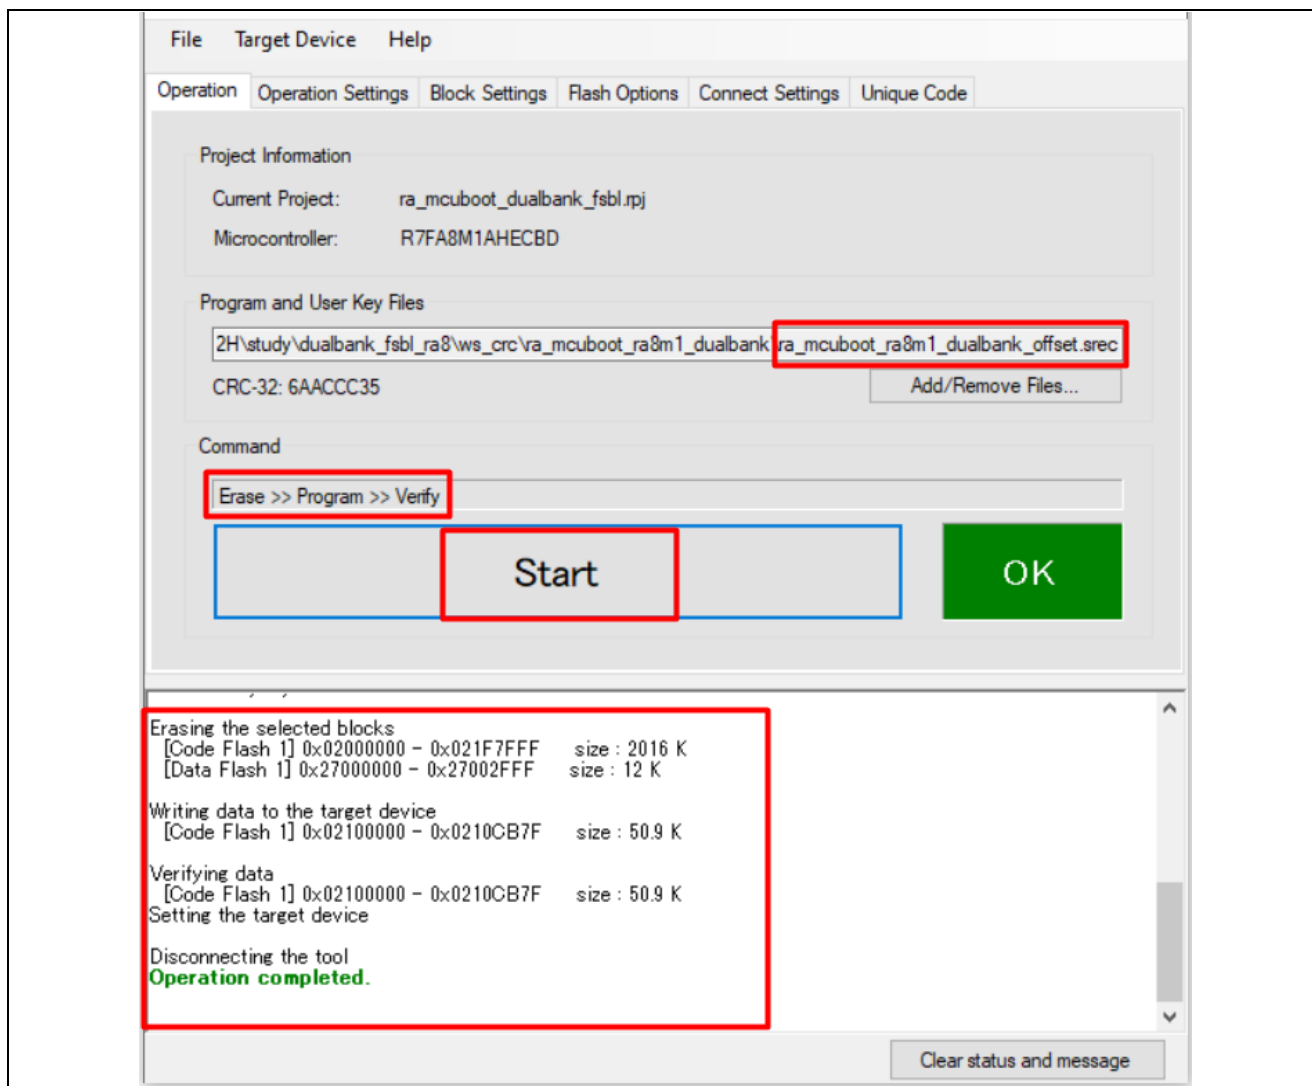 File Target Device Help
Operation Operation Settings Block Settings Flash Options Connect Settings Unique Code
Project Information
Current Project: ra_mcuboot_dualbank_fsbl.rpj
Microcontroller: R7FA8M1AHECBD
Program and User Key Files
2H\study\dualbank_fsbl_ra8\ws_crc\ra_mcuboot_ra8m1_dualbank\ra_mcuboot_ra8m1_dualbank_offset.srec
CRC-32: 6AACCC35 Add/Remove Files...
Command
Erase >> Program >> Verify
Start OK
Erasing the selected blocks
[Code Flash 1] 0x02000000 - 0x021F7FFF size : 2016 K
[Data Flash 1] 0x27000000 - 0x27002FFF size : 12 K
Writing data to the target device
[Code Flash 1] 0x02100000 - 0x0210CB7F size : 50.9 K
Verifying data
[Code Flash 1] 0x02100000 - 0x0210CB7F size : 50.9 K
Setting the target device
Disconnecting the tool
Operation completed.
Clear status and message